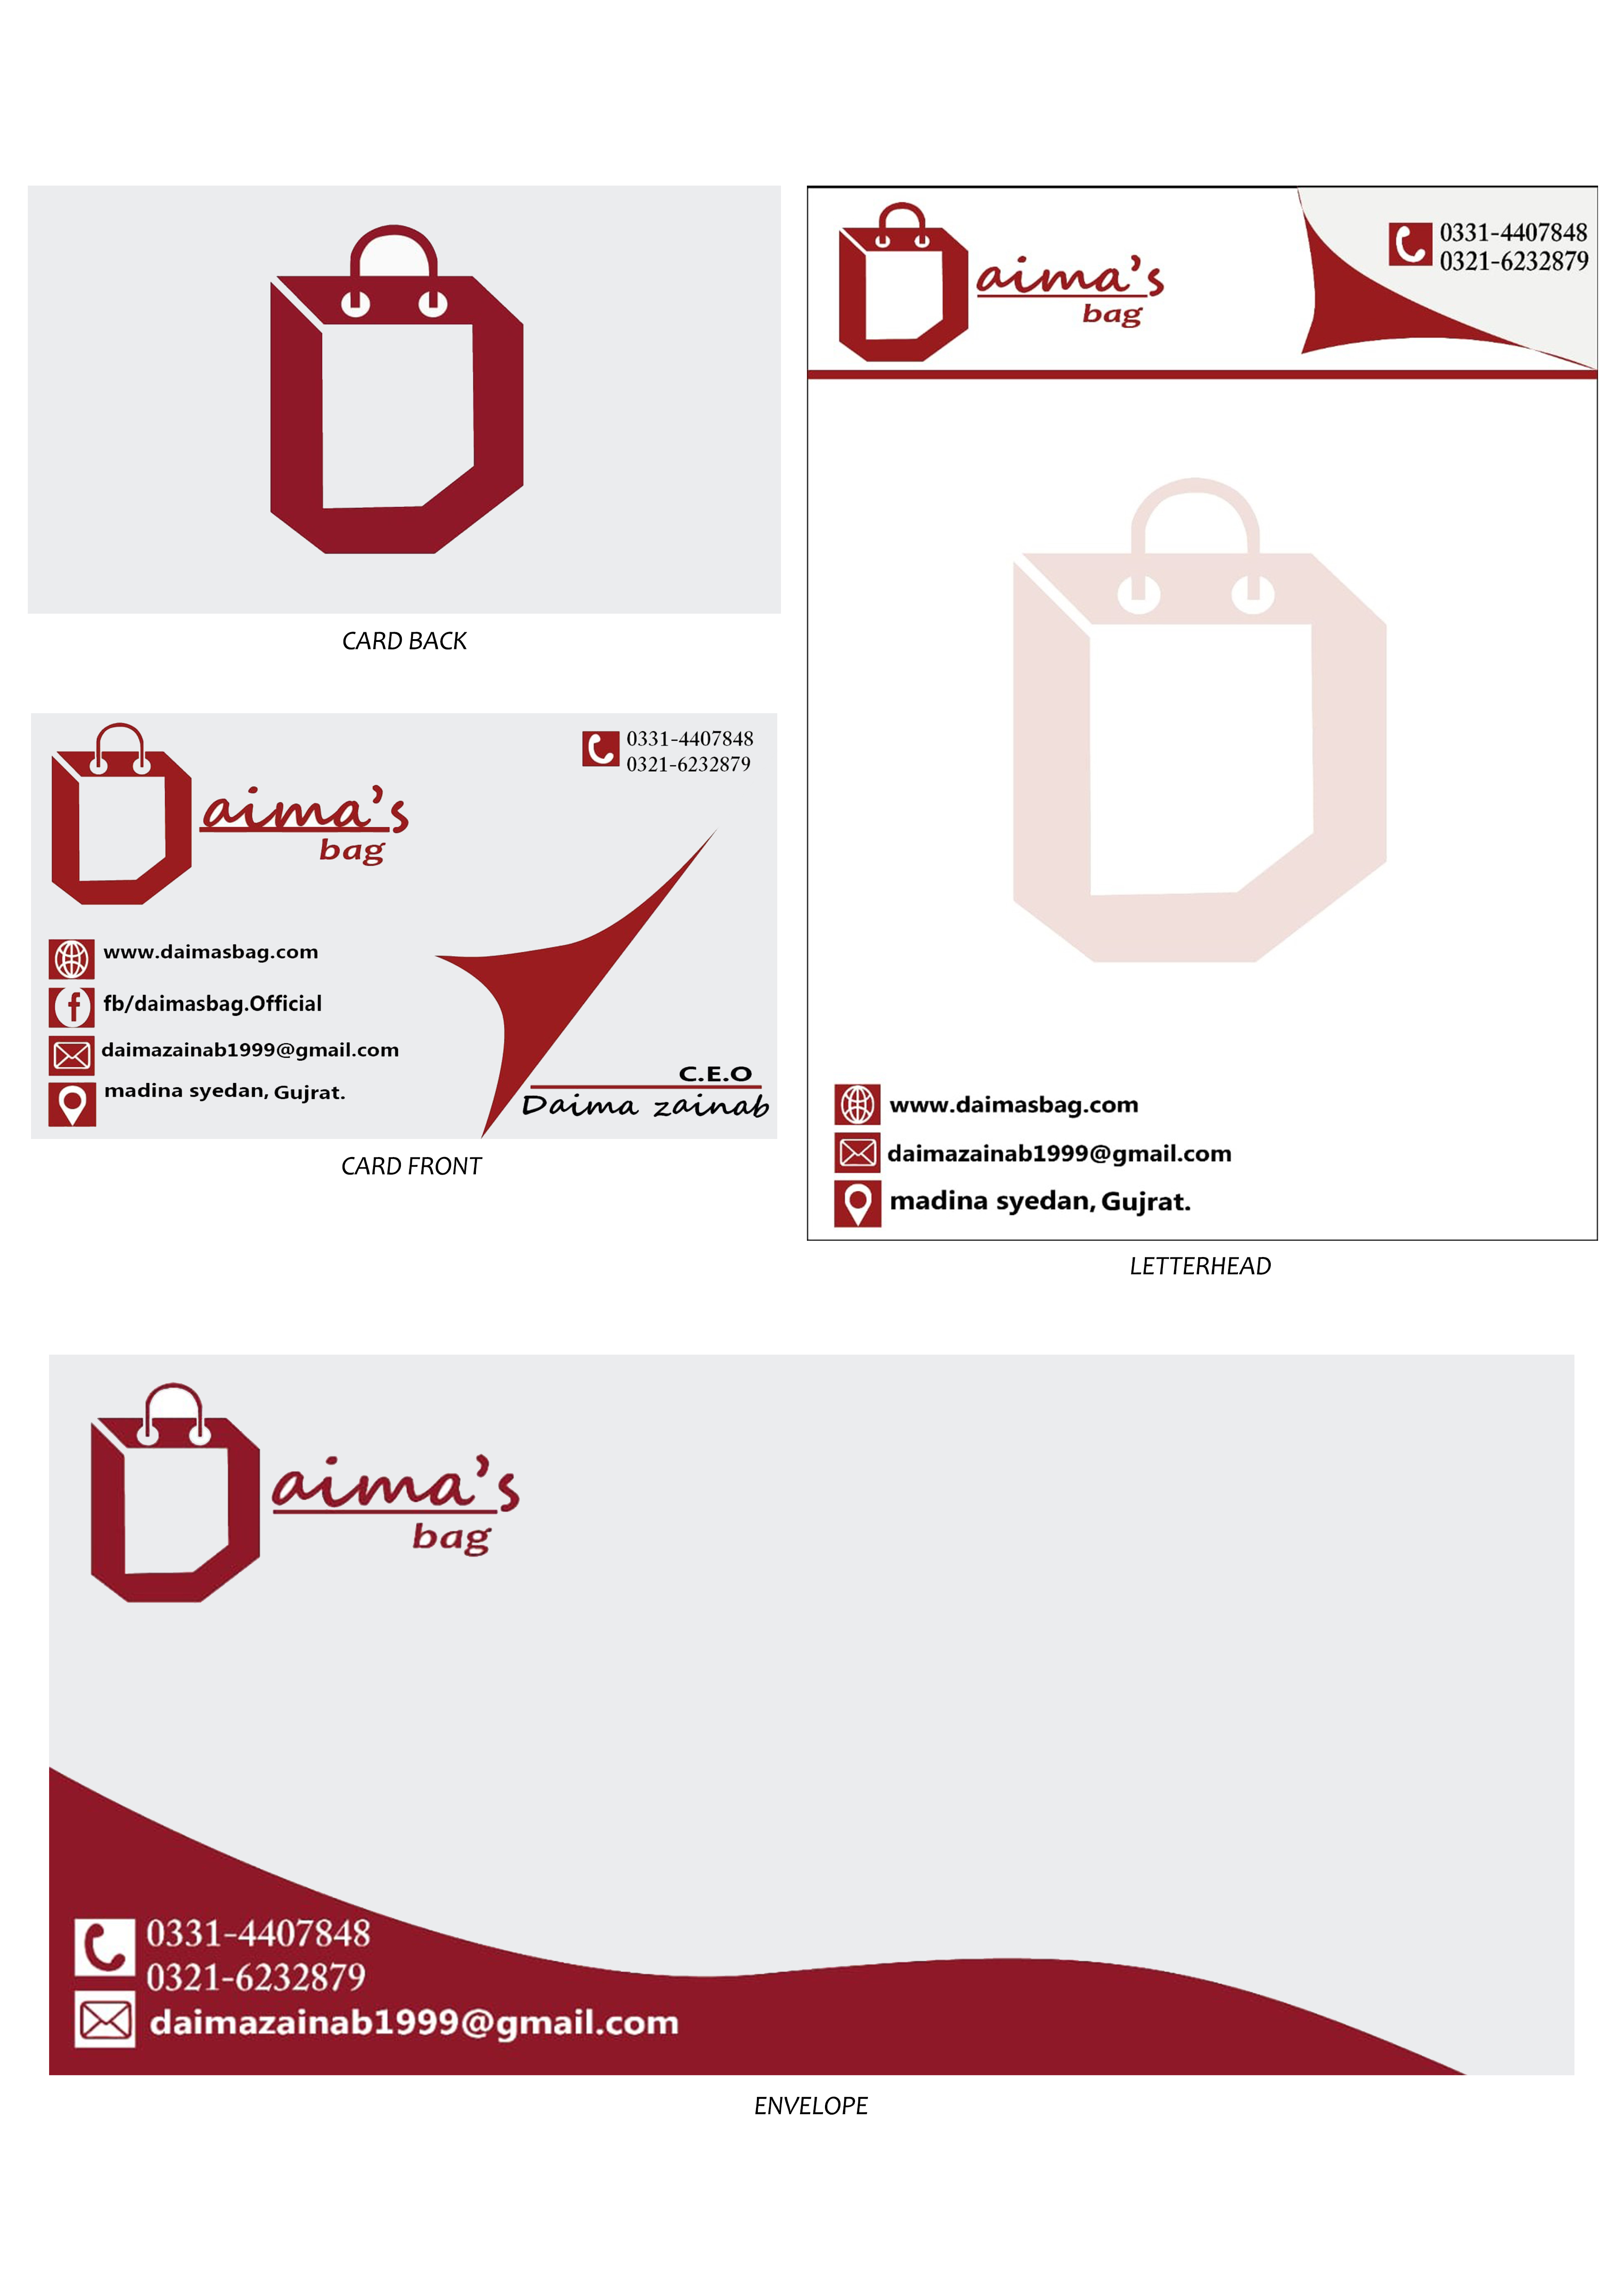 CARD BACK
aima's
bag
0331-4407848
0321-6232879
www.daimasbag.com
fb/daimasbag.Official
daimazainab1999@gmail.com
madina syedan, Gujrat.
C.E.O
Daima zainab
CARD FRONT
aima's
bag
0331-4407848
0321-6232879
www.daimasbag.com
daimazainab1999@gmail.com
madina syedan, Gujrat.
LETTERHEAD
aima's
bag
0331-4407848
0321-6232879
daimazainab1999@gmail.com
ENVELOPE